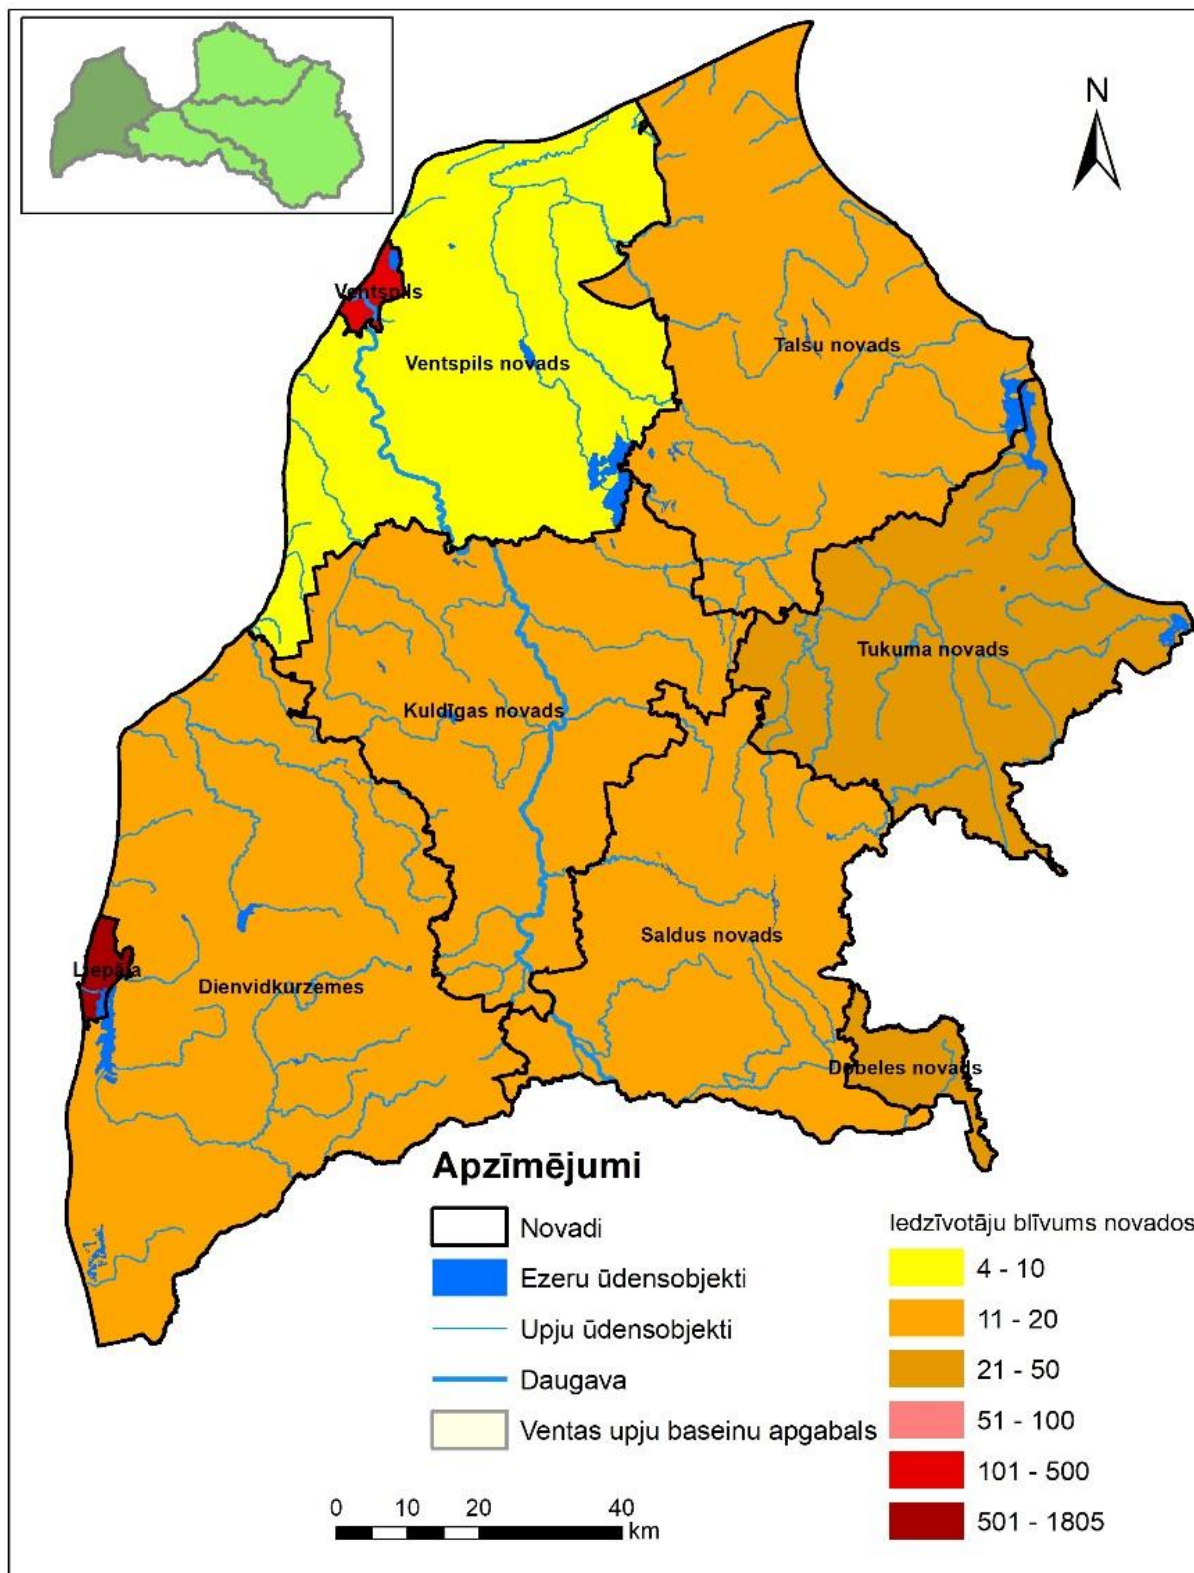 N
Ventspils
Talsu novads
Ventspils novads
Tukuma novads
Kuldīgas novads
Saldus novads
Liepāja
Dienvidkurzemes
Dobeles novads
Apzīmējumi
Novadi
Ezeru ūdensobjekti
Upju ūdensobjekti
Daugava
Ventas upju baseinu apgabals
0 10 20 40
km
Iedzīvotāju blīvums novados
4 - 10
11 - 20
21 - 50
51 - 100
101 - 500
501 - 1805